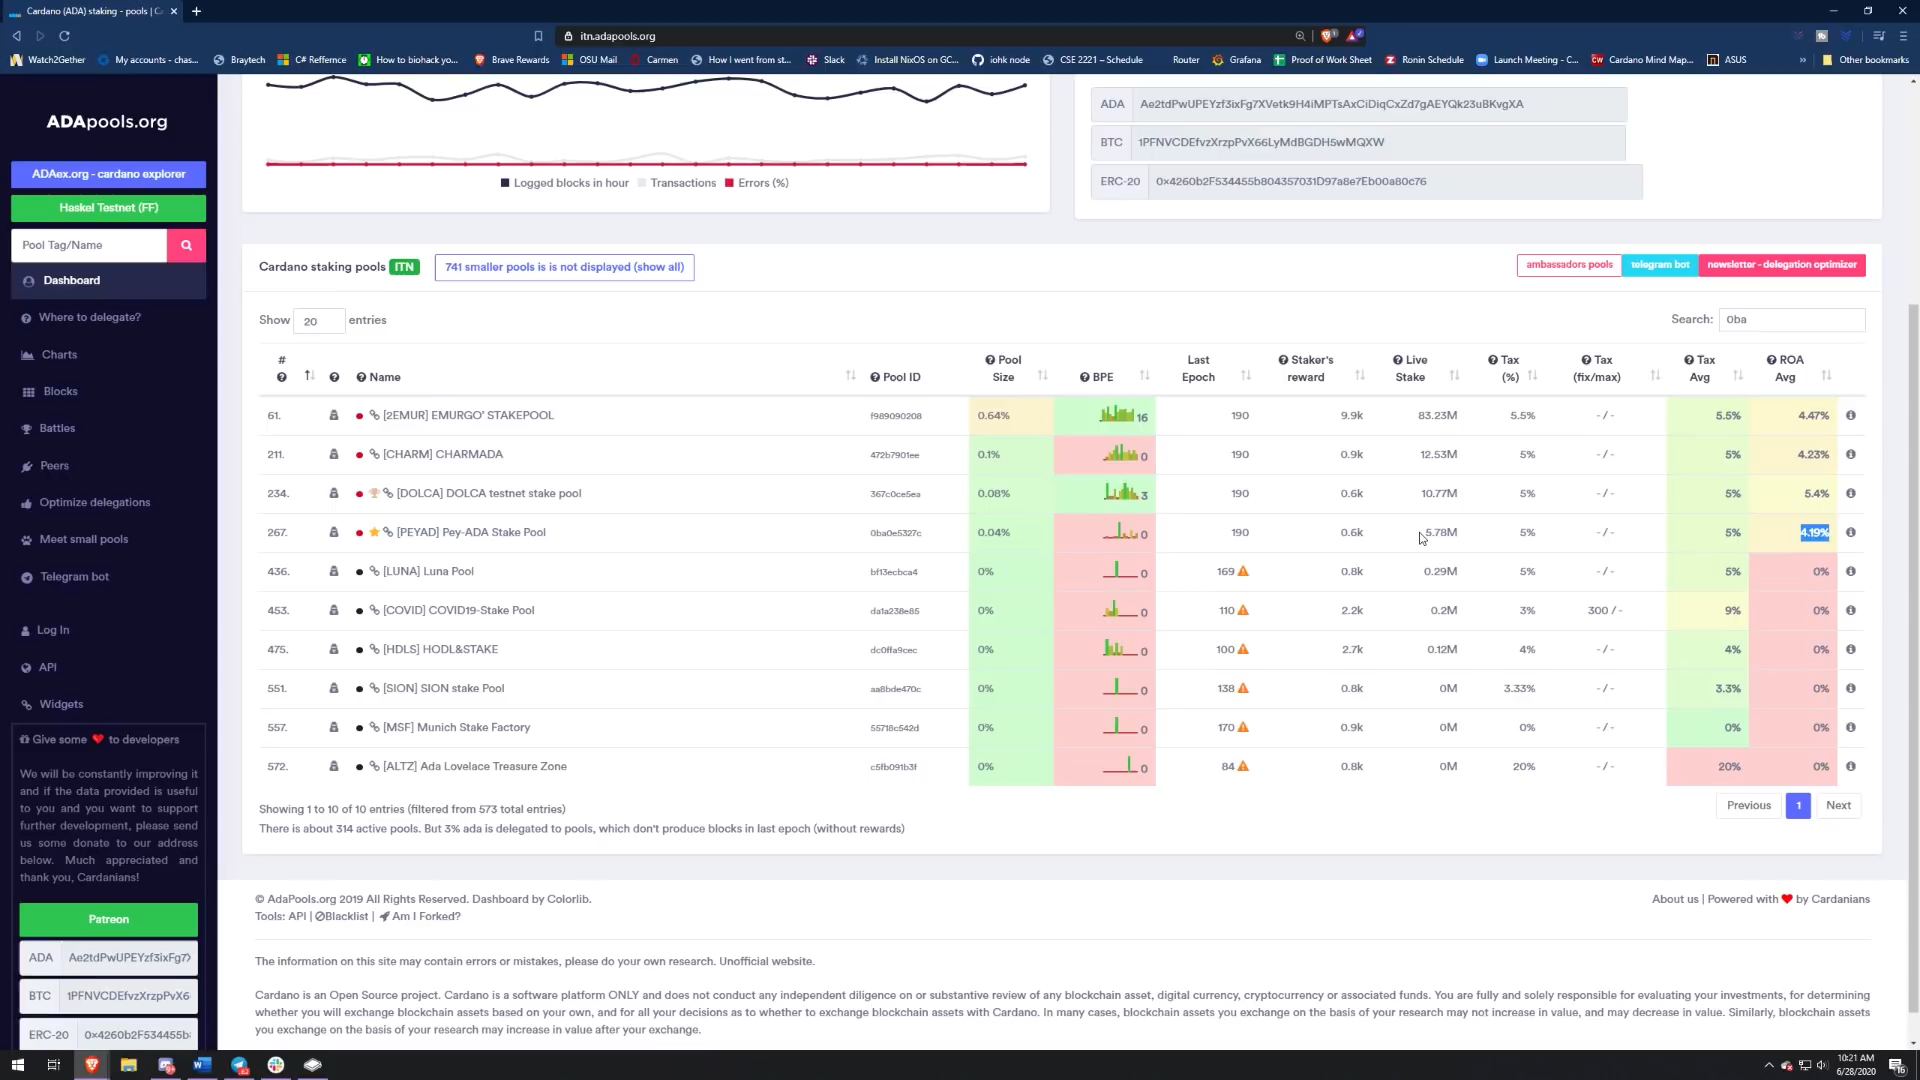 Cardano (ADA) staking - pools | C
itn.adapools.org
Watch2Gether
My accounts - chas...
Braytech
C# Reffernce
How to biohack yo...
Brave Rewards
OSU Mail
Carmen
How I went from st...
Slack
Install NixOS on GC...
iohk node
CSE 2221 – Schedule
Router
Grafana
Proof of Work Sheet
Ronin Schedule
Launch Meeting - C...
Cardano Mind Map...
ASUS
Other bookmarks
ADApools.org
ADAex.org - cardano explorer
Haskel Testnet (FF)
Pool Tag/Name
Dashboard
Where to delegate?
Charts
Blocks
Battles
Peers
Optimize delegations
Meet small pools
Telegram bot
Log In
API
Widgets
Give some ❤ to developers
We will be constantly improving it
and if the data provided is useful
to you and you want to support
further development, please send
us some donate to our address
below. Much appreciated and
thank you, Cardanians!
Patreon
ADA Ae2tdPwUPEYzf3ixFg7X
BTC 1PFNVCDEfvzXrzpPvX6
ERC-20 0x4260b2F534455b
Logged blocks in hour Transactions Errors (%)
ADA Ae2tdPwUPEYzf3ixFg7XVetk9H4iMPTsAxCiDiqCxZd7gAEYQk23uBKvgXA
BTC 1PFNVCDEfvzXrzpPvX66LyMdBGDH5wMQXW
ERC-20 0x4260b2F534455b804357031D97a8e7Eb00a80c76
Cardano staking pools ITN 741 smaller pools is is not displayed (show all)
ambassadors pools telegram bot newsletter - delegation optimizer
Show 20 entries
Search: 0ba
# Name Pool ID Pool Size BPE Last Epoch Staker's reward Live Stake Tax (%) Tax (fix/max) Tax Avg ROA Avg
61. [2EMUR] EMURGO' STAKEPOOL f989090208 0.64% 16 190 9.9k 83.23M 5.5% - / - 5.5% 4.47%
211. [CHARM] CHARMADA 472b7901ee 0.1% 0 190 0.9k 12.53M 5% - / - 5% 4.23%
234. [DOLCA] DOLCA testnet stake pool 367c0ce5ea 0.08% 3 190 0.6k 10.77M 5% - / - 5% 5.4%
267. [PEYAD] Pey-ADA Stake Pool 0ba0e5327c 0.04% 0 190 0.6k 5.78M 5% - / - 5% 4.19%
436. [LUNA] Luna Pool bf13ecbca4 0% 0 169 0.8k 0.29M 5% - / - 5% 0%
453. [COVID] COVID19-Stake Pool da1a238e85 0% 0 110 2.2k 0.2M 3% 300 / - 9% 0%
475. [HDLS] HODL&STAKE dc0ffa9cec 0% 0 100 2.7k 0.12M 4% - / - 4% 0%
551. [SION] SION stake Pool aa8bde470c 0% 0 138 0.8k 0M 3.33% - / - 3.3% 0%
557. [MSF] Munich Stake Factory 55718c542d 0% 0 170 0.9k 0M 0% - / - 0% 0%
572. [ALTZ] Ada Lovelace Treasure Zone c5fb091b3f 0% 0 84 0.8k 0M 20% - / - 20% 0%
Showing 1 to 10 of 10 entries (filtered from 573 total entries)
Previous 1 Next
There is about 314 active pools. But 3% ada is delegated to pools, which don't produce blocks in last epoch (without rewards)
© AdaPools.org 2019 All Rights Reserved. Dashboard by Colorlib.
Tools: API | Blacklist | Am I Forked?
About us | Powered with ❤ by Cardanians
The information on this site may contain errors or mistakes, please do your own research. Unofficial website.
Cardano is an Open Source project. Cardano is a software platform ONLY and does not conduct any independent diligence on or substantive review of any blockchain asset, digital currency, cryptocurrency or associated funds. You are fully and solely responsible for evaluating your investments, for determining
whether you will exchange blockchain assets based on your own, and for all your decisions as to whether to exchange blockchain assets with Cardano. In many cases, blockchain assets you exchange on the basis of your research may not increase in value, and may decrease in value. Similarly, blockchain assets
you exchange on the basis of your research may increase in value after your exchange.
10:21 AM
6/28/2020